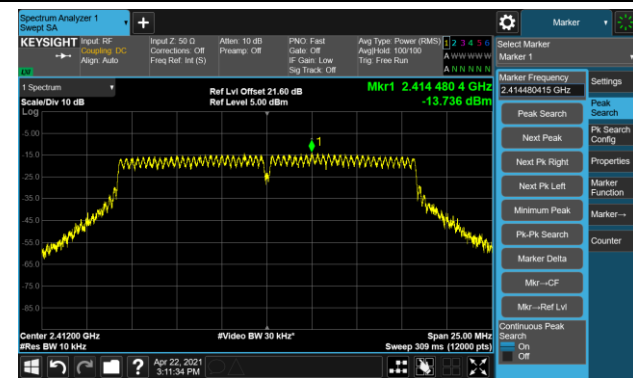 Spectrum Analyzer 1
Swept SA
+
Marker
KEYSIGHT
Input: RF
Coupling: DC
Align: Auto
Input Z: 50 Ω
Corrections: Off
Freq Ref: Int (S)
Atten: 10 dB
Preamp: Off
PNO: Fast
Gate: Off
IF Gain: Low
Sig Track: Off
Avg Type: Power (RMS)
Avg|Hold: 100/100
Trig: Free Run
1 2 3 4 5 6
A W W W W W
A N N N N N
Select Marker
Marker 1
LXI
1 Spectrum
Scale/Div 10 dB
Log
Ref Lvl Offset 21.60 dB
Ref Level 5.00 dBm
Mkr1 2.414 480 4 GHz
-13.736 dBm
1
-5.00
-15.0
-25.0
-35.0
-45.0
-55.0
-65.0
-75.0
-85.0
Center 2.41200 GHz
#Res BW 10 kHz
#Video BW 30 kHz*
Span 25.00 MHz
Sweep 309 ms (12000 pts)
Marker Frequency
2.414480415 GHz
Peak Search
Next Peak
Next Pk Right
Next Pk Left
Minimum Peak
Pk-Pk Search
Marker Delta
Mkr→CF
Mkr→Ref Lvl
Continuous Peak
Search
On
Off
Settings
Peak
Search
Pk Search
Config
Properties
Marker
Function
Marker→
Counter
?
Apr 22, 2021
3:11:34 PM